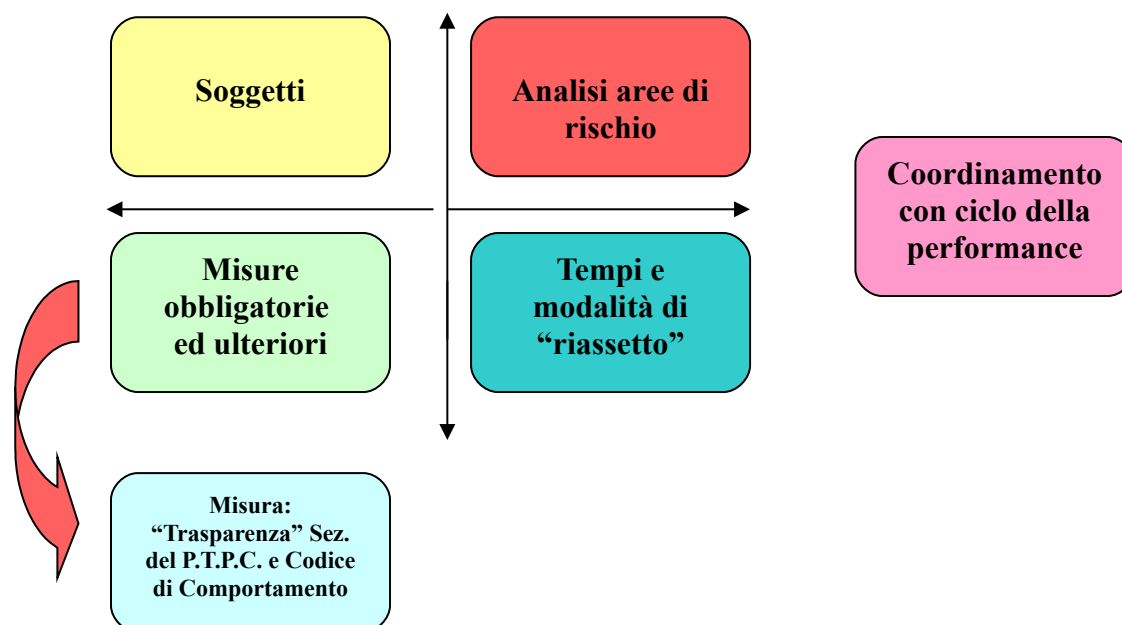 Soggetti
Analisi aree di
rischio
Coordinamento
con ciclo della
performance
Misure
obbligatorie
ed ulteriori
Tempi e
modalità di
“riassetto”
Misura:
“Trasparenza” Sez.
del P.T.P.C. e Codice
di Comportamento